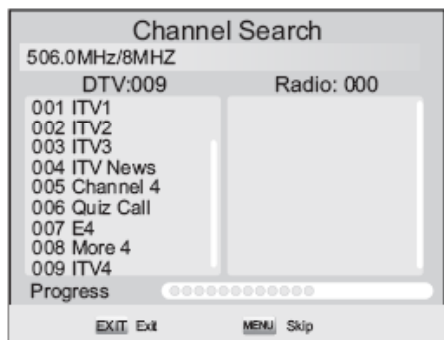 Channel Search
506.0MHz/8MHZ
DTV:009
Radio: 000
001 ITV1
002 ITV2
003 ITV3
004 ITV News
005 Channel 4
006 Quiz Call
007 E4
008 More 4
009 ITV4
Progress
EXIT Exit
MENU Skip